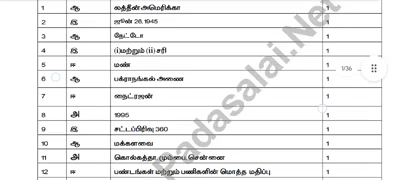 1 ஆ லத்தீன் அமெரிக்கா 1
2 இ ஜூன் 26,1945 1
3 ஆ நேட்டோ 1
4 இ (i)மற்றும் (ii) சரி 1
5 ஈ மண் 1
1/36
6 ஆ பக்ராநங்கல் அணை 1
7 ஈ நைட்ரஜன் 1
8 அ 1995 1
9 இ சட்டப்பிரிவு 360 1
10 ஆ மக்களவை 1
11 அ கொல்கத்தா,மும்பை,சென்னை 1
12 ஈ பண்டங்கள் மற்றும் பணிகளின் மொத்த மதிப்பு 1
Padasalai.Net